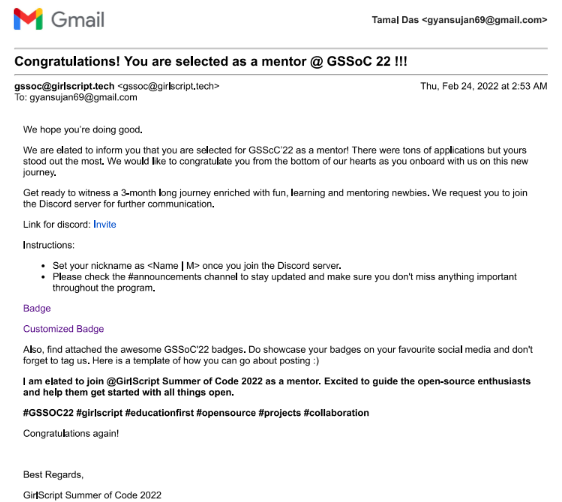 Gmail
Tamal Das <gyansujan69@gmail.com>
Congratulations! You are selected as a mentor @ GSSoC 22 !!!
gssoc@girlscript.tech <gssoc@girlscript.tech>
Thu, Feb 24, 2022 at 2:53 AM
To: gyansujan69@gmail.com
We hope you're doing good.
We are elated to inform you that you are selected for GSScC'22 as a mentor! There were tons of applications but yours
stood out the most. We would like to congratulate you from the bottom of our hearts as you onboard with us on this new
journey.
Get ready to witness a 3-month long journey enriched with fun, learning and mentoring newbies. We request you to join
the Discord server for further communication.
Link for discord: Invite
Instructions:
• Set your nickname as <Name | M> once you join the Discord server.
• Please check the #announcements channel to stay updated and make sure you don't miss anything important
throughout the program.
Badge
Customized Badge
Also, find attached the awesome GSSoC'22 badges. Do showcase your badges on your favourite social media and don't
forget to tag us. Here is a template of how you can go about posting :)
I am elated to join @GirlScript Summer of Code 2022 as a mentor. Excited to guide the open-source enthusiasts
and help them get started with all things open.
#GSSOC22 #girlscript #educationfirst #opensource #projects #collaboration
Congratulations again!
Best Regards,
GirlScript Summer of Code 2022